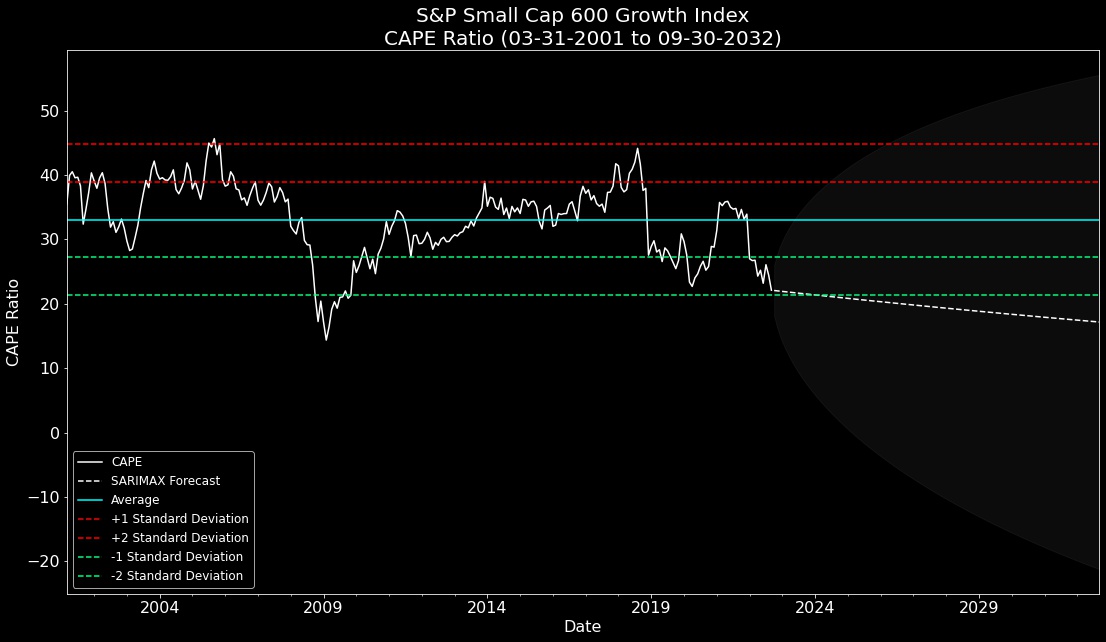 S&P Small Cap 600 Growth Index
CAPE Ratio (03-31-2001 to 09-30-2032)
CAPE Ratio
50
40
30
20
10
0
−10
−20
CAPE
SARIMAX Forecast
Average
+1 Standard Deviation
+2 Standard Deviation
-1 Standard Deviation
-2 Standard Deviation
2004 2009 2014 2019 2024 2029
Date